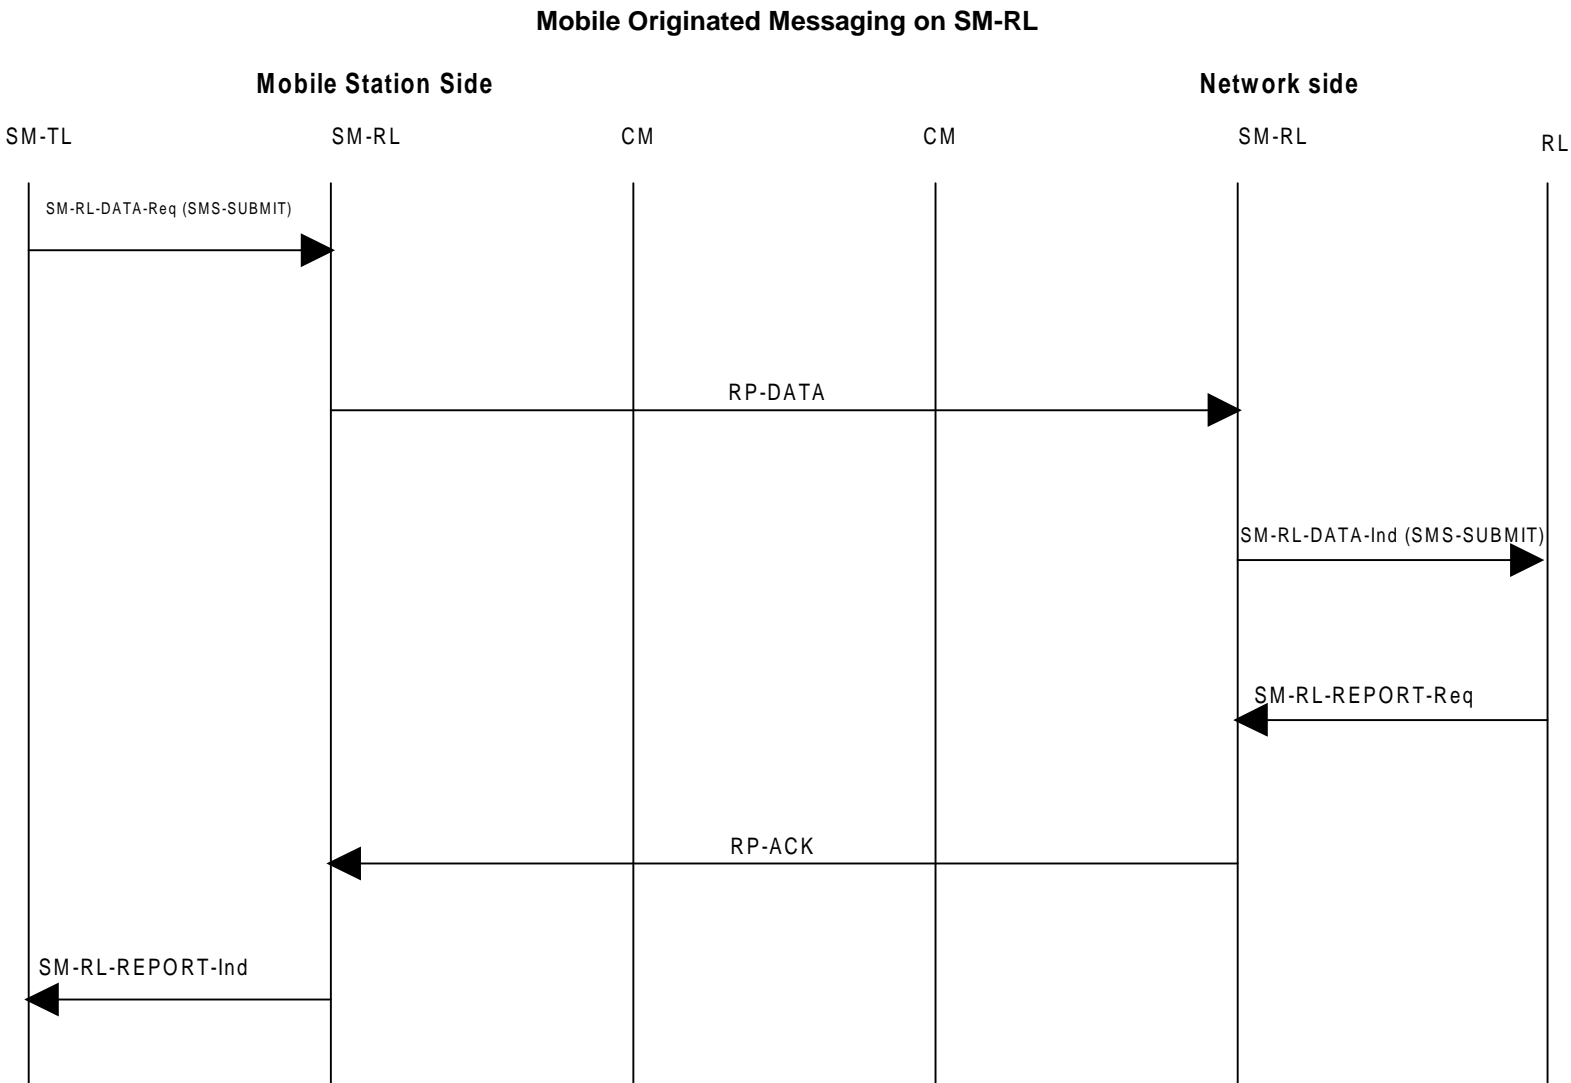 Mobile Originated Messaging on SM-RL
Mobile Station Side Network side
SM-TL SM-RL CM CM SM-RL RL
SM-RL-DATA-Req (SMS-SUBMIT)
RP-DATA
SM-RL-DATA-Ind (SMS-SUBMIT)
SM-RL-REPORT-Req
RP-ACK
SM-RL-REPORT-Ind